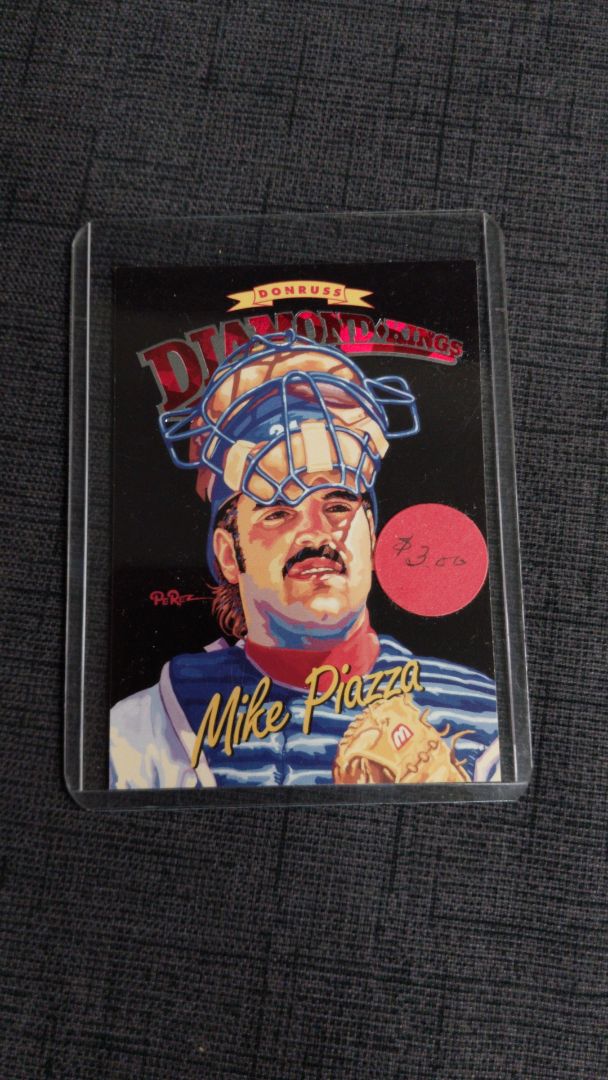 DONRUSS
DIAMOND♦KINGS
$3.00
PEREZ
Mike Piazza